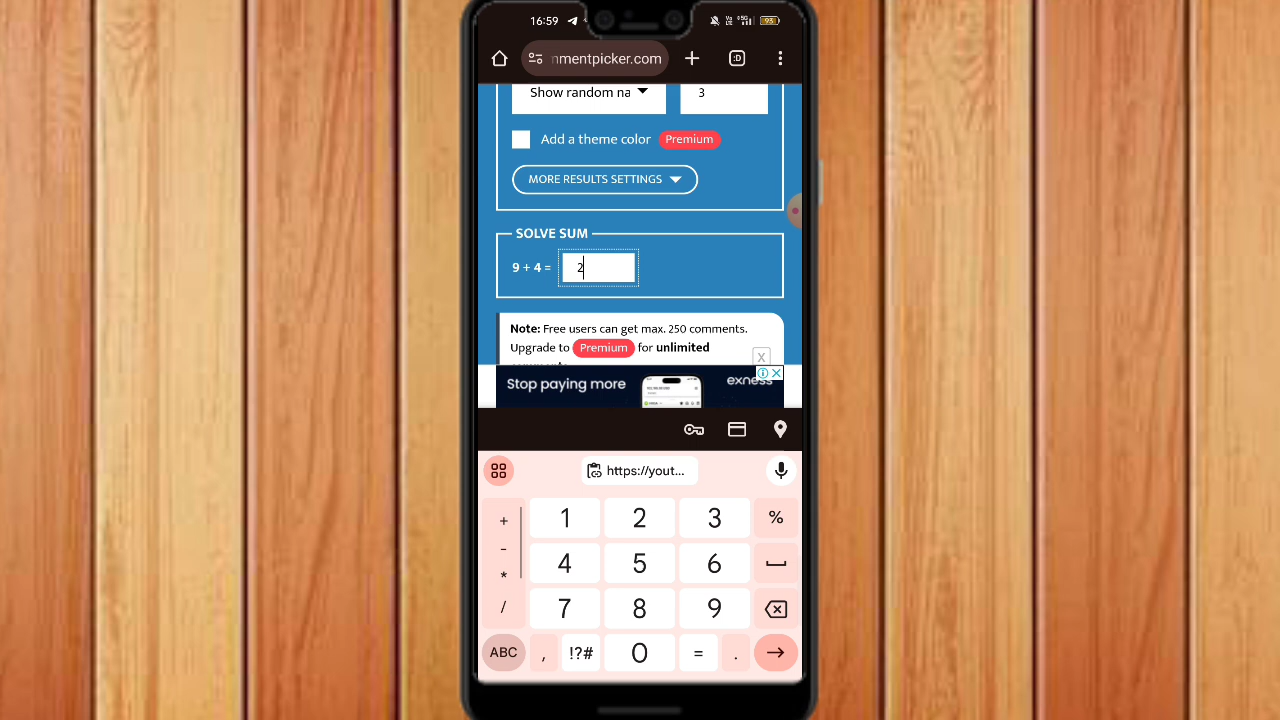 16:59
93
nmentpicker.com
:D
Show random na
3
Add a theme color Premium
MORE RESULTS SETTINGS
SOLVE SUM
9 + 4 = 2
Note: Free users can get max. 250 comments.
Upgrade to Premium for unlimited
X
Stop paying more
exness
https://yout...
+ 1 2 3 %
-
4 5 6
*
/ 7 8 9
ABC , !?# 0 = .